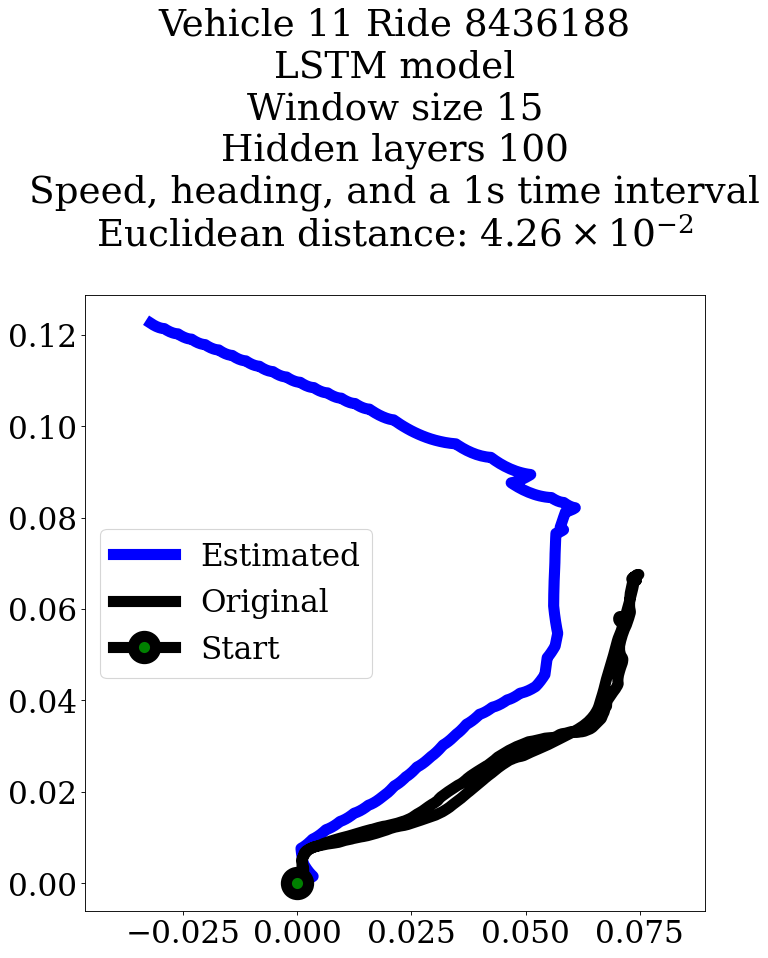 Vehicle 11 Ride 8436188
LSTM model
Window size 15
Hidden layers 100
Speed, heading, and a 1s time interval
Euclidean distance: 4.26 × 10⁻²
0.12
0.10
0.08
0.06
0.04
0.02
0.00
Estimated
Original
Start
−0.025 0.000 0.025 0.050 0.075